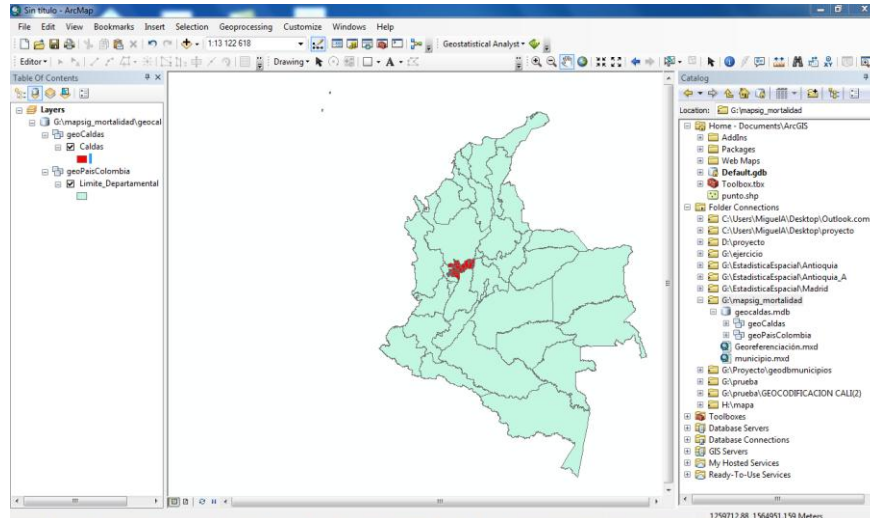 Sin título - ArcMap
File Edit View Bookmarks Insert Selection Geoprocessing Customize Windows Help
1:13 122 618 Geostatistical Analyst
Editor Drawing A
Table Of Contents
Layers
G:\mapsig_mortalidad\geocal
geoCaldas
Caldas
geoPaisColombia
Limite_Departamental
Catalog
Location: G:\mapsig_mortalidad
Home - Documents\ArcGIS
AddIns
Packages
Web Maps
Default.gdb
Toolbox.tbx
punto.shp
Folder Connections
C:\Users\MiguelA\Desktop\Outlook.com
C:\Users\MiguelA\Desktop\proyecto
D:\proyecto
G:\ejercicio
G:\EstadisticaEspacial\Antioquia
G:\EstadisticaEspacial\Antioquia_A
G:\EstadisticaEspacial\Madrid
G:\mapsig_mortalidad
geocaldas.mdb
geoCaldas
geoPaisColombia
Georeferenciación.mxd
municipio.mxd
G:\Proyecto\geodbmunicipios
G:\prueba
G:\prueba\GEOCODIFICACION CALI(2)
H:\mapa
Toolboxes
Database Servers
Database Connections
GIS Servers
My Hosted Services
Ready-To-Use Services
1259712,88 1564951,159 Meters